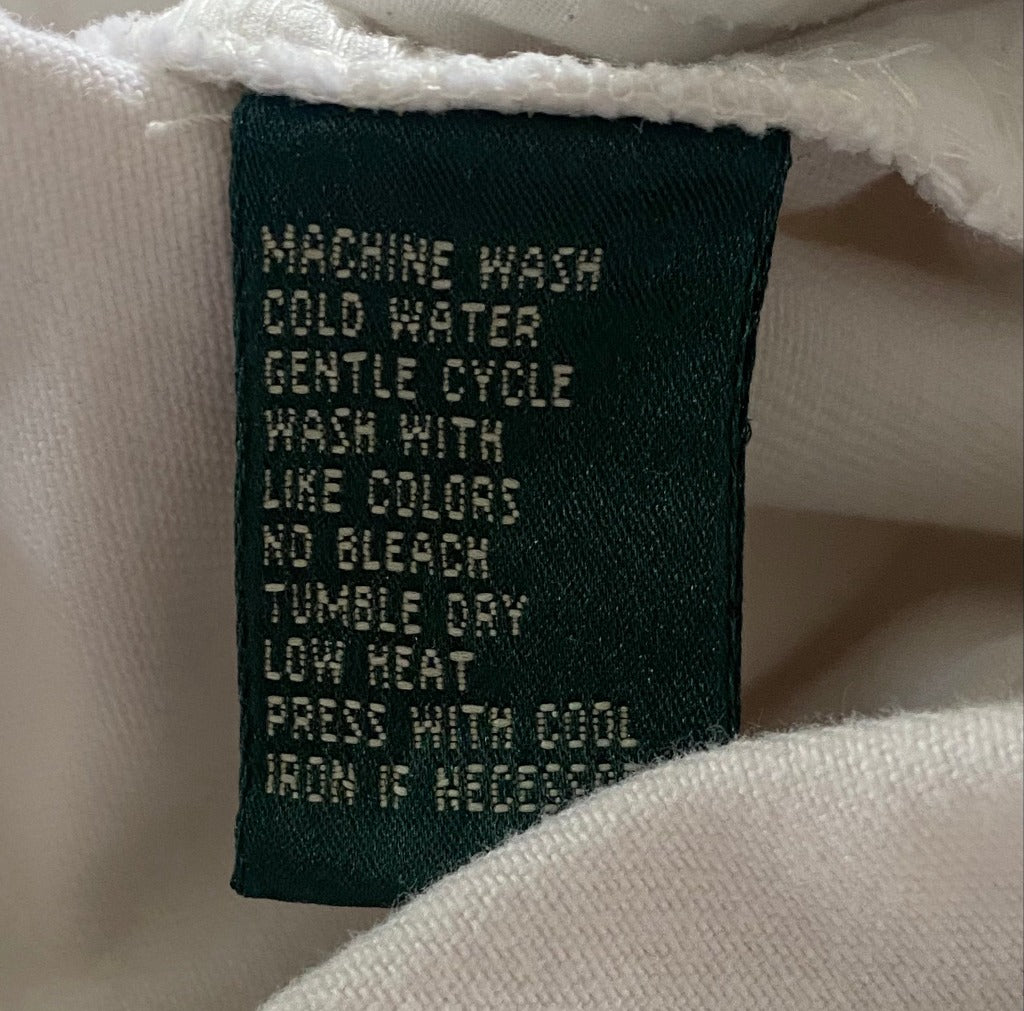 MACHINE WASH
COLD WATER
GENTLE CYCLE
WASH WITH
LIKE COLORS
NO BLEACH
TUMBLE DRY
LOW HEAT
PRESS WITH COOL
IRON IF